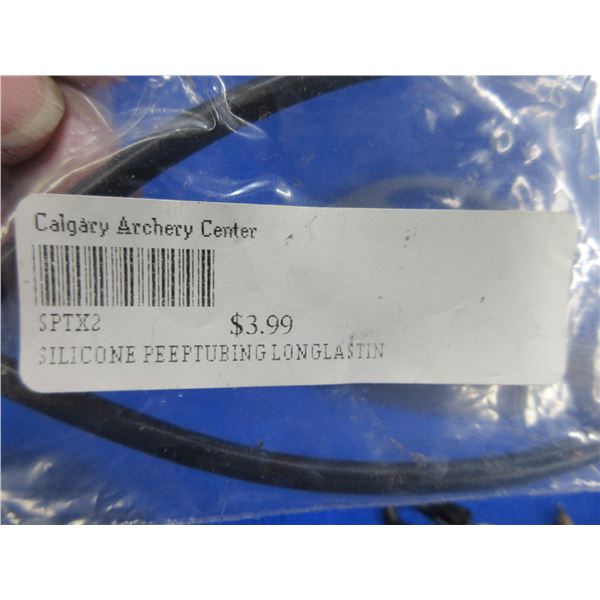 Calgary Archery Center
SPTX2 $3.99
SILICONE PEEPTUBING LONGLASTIN